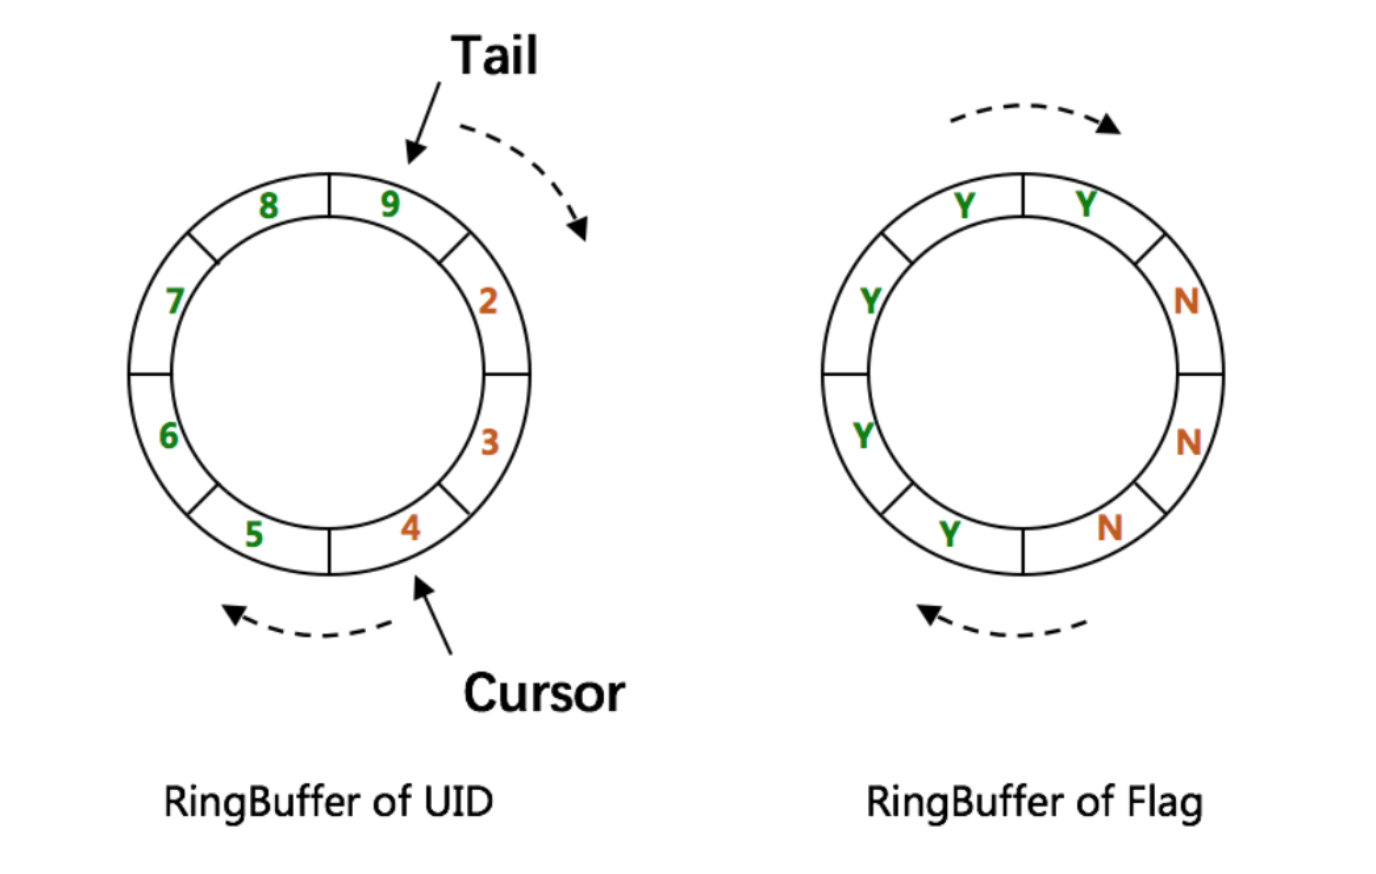 Tail
8 9
Y Y
7 2
Y N
6 3
Y N
5 4
Y N
Cursor
RingBuffer of UID
RingBuffer of Flag